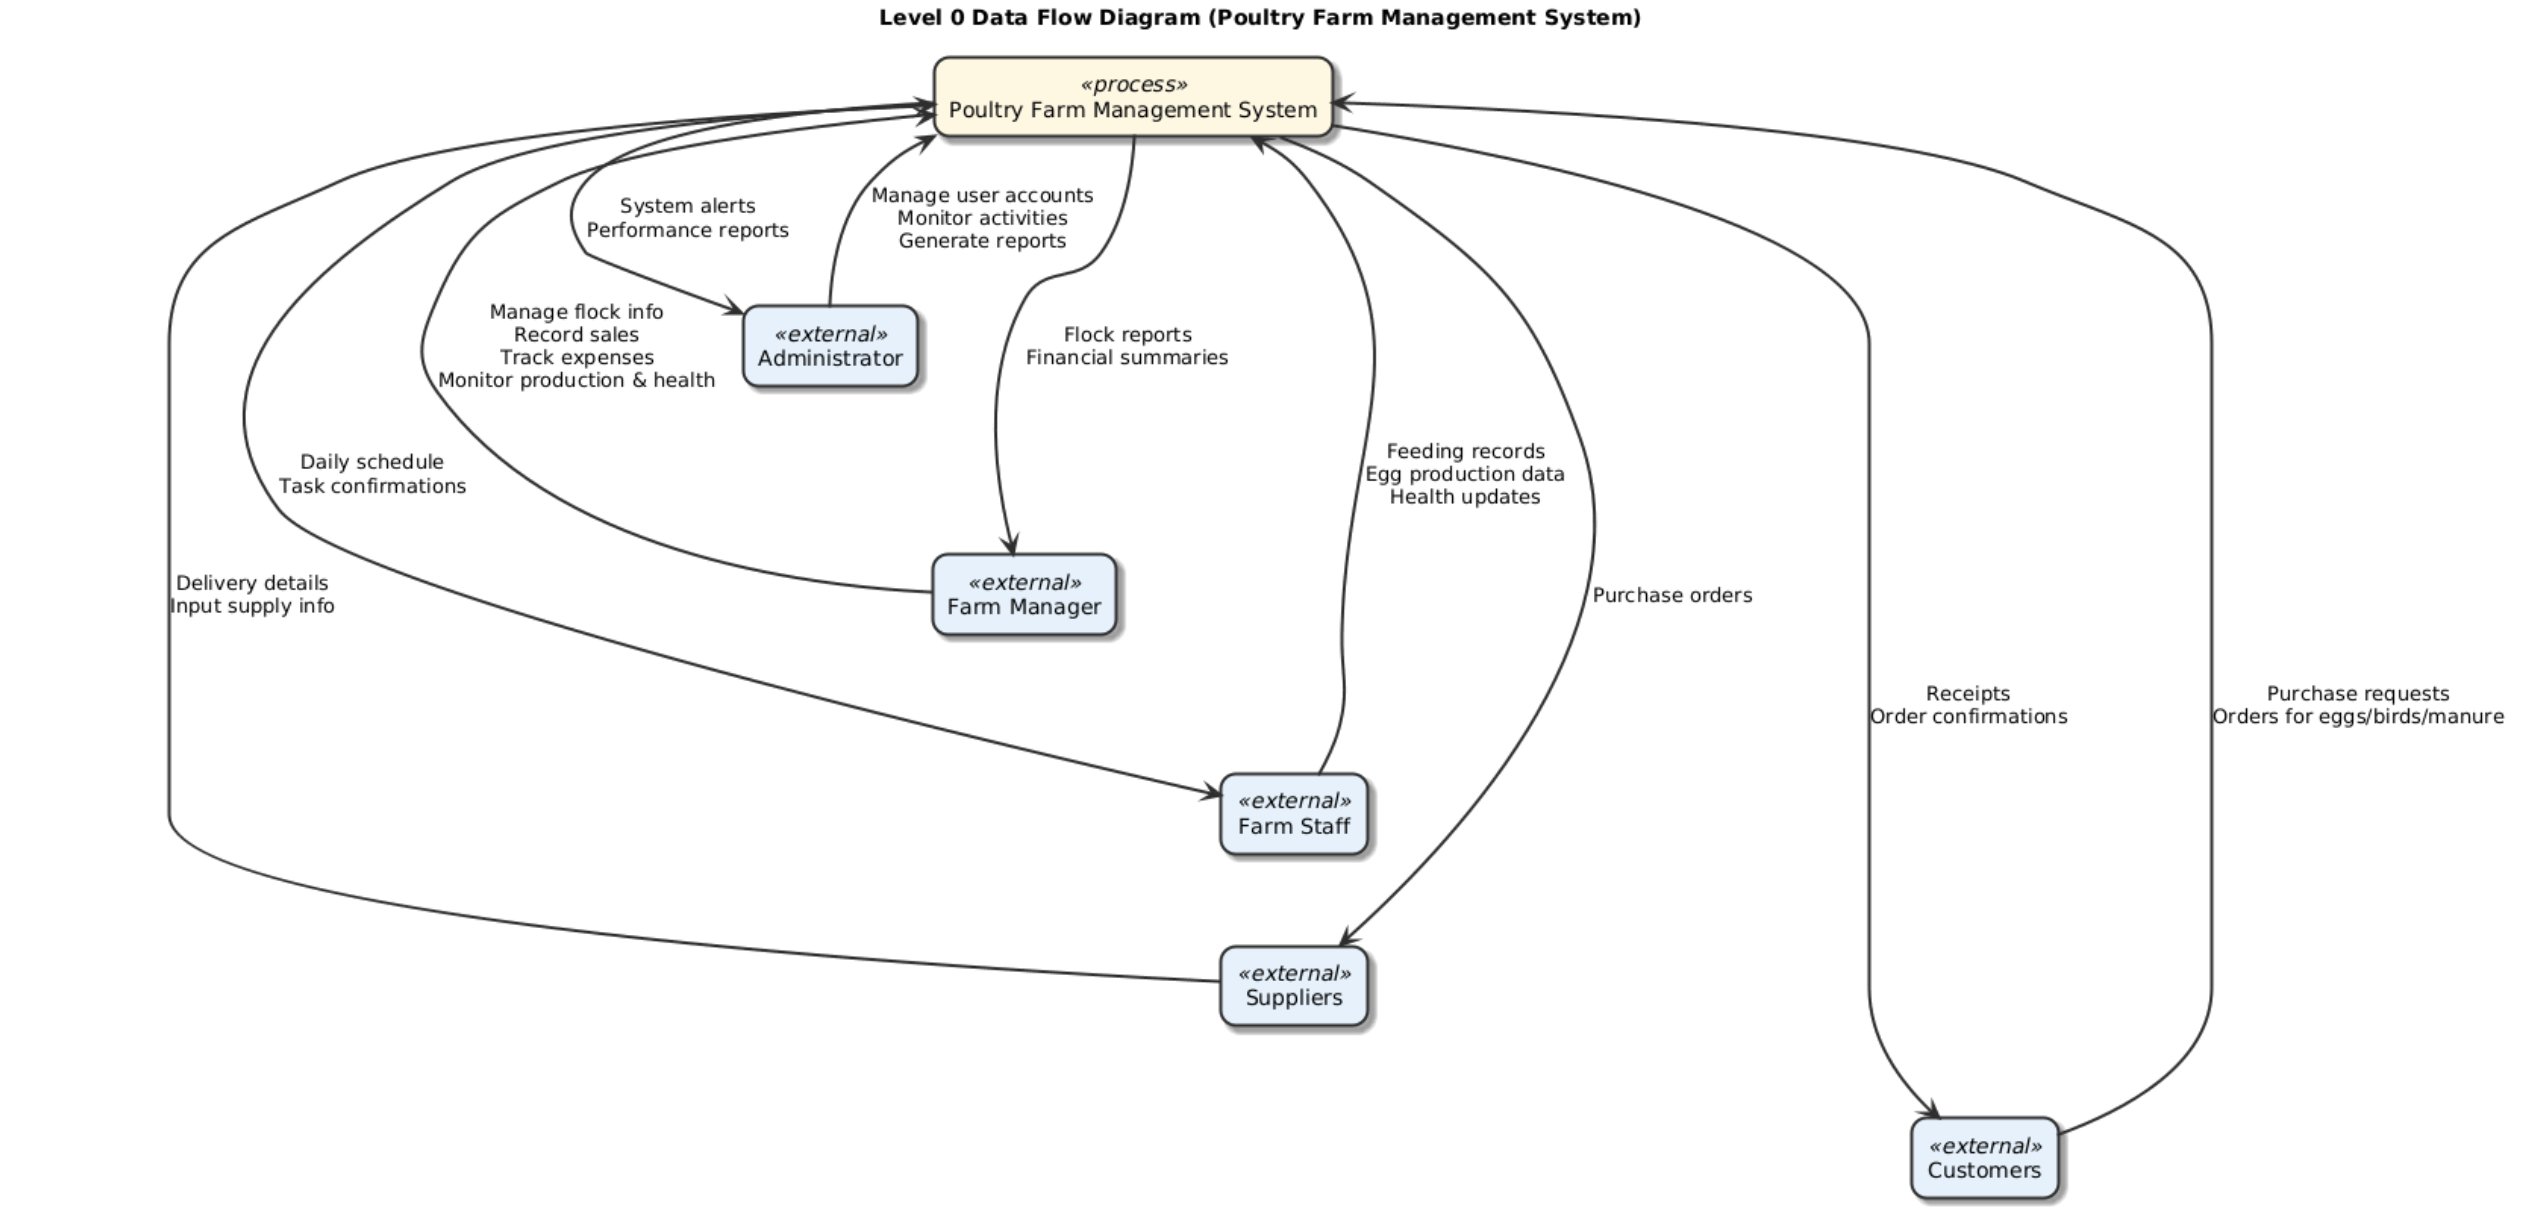 Level 0 Data Flow Diagram (Poultry Farm Management System)
«process»
Poultry Farm Management System
System alerts
Performance reports
Manage user accounts
Monitor activities
Generate reports
Manage flock info
Record sales
Track expenses
Monitor production & health
«external»
Administrator
Flock reports
Financial summaries
Daily schedule
Task confirmations
Feeding records
Egg production data
Health updates
Delivery details
Input supply info
«external»
Farm Manager
Purchase orders
Receipts
Order confirmations
Purchase requests
Orders for eggs/birds/manure
«external»
Farm Staff
«external»
Suppliers
«external»
Customers